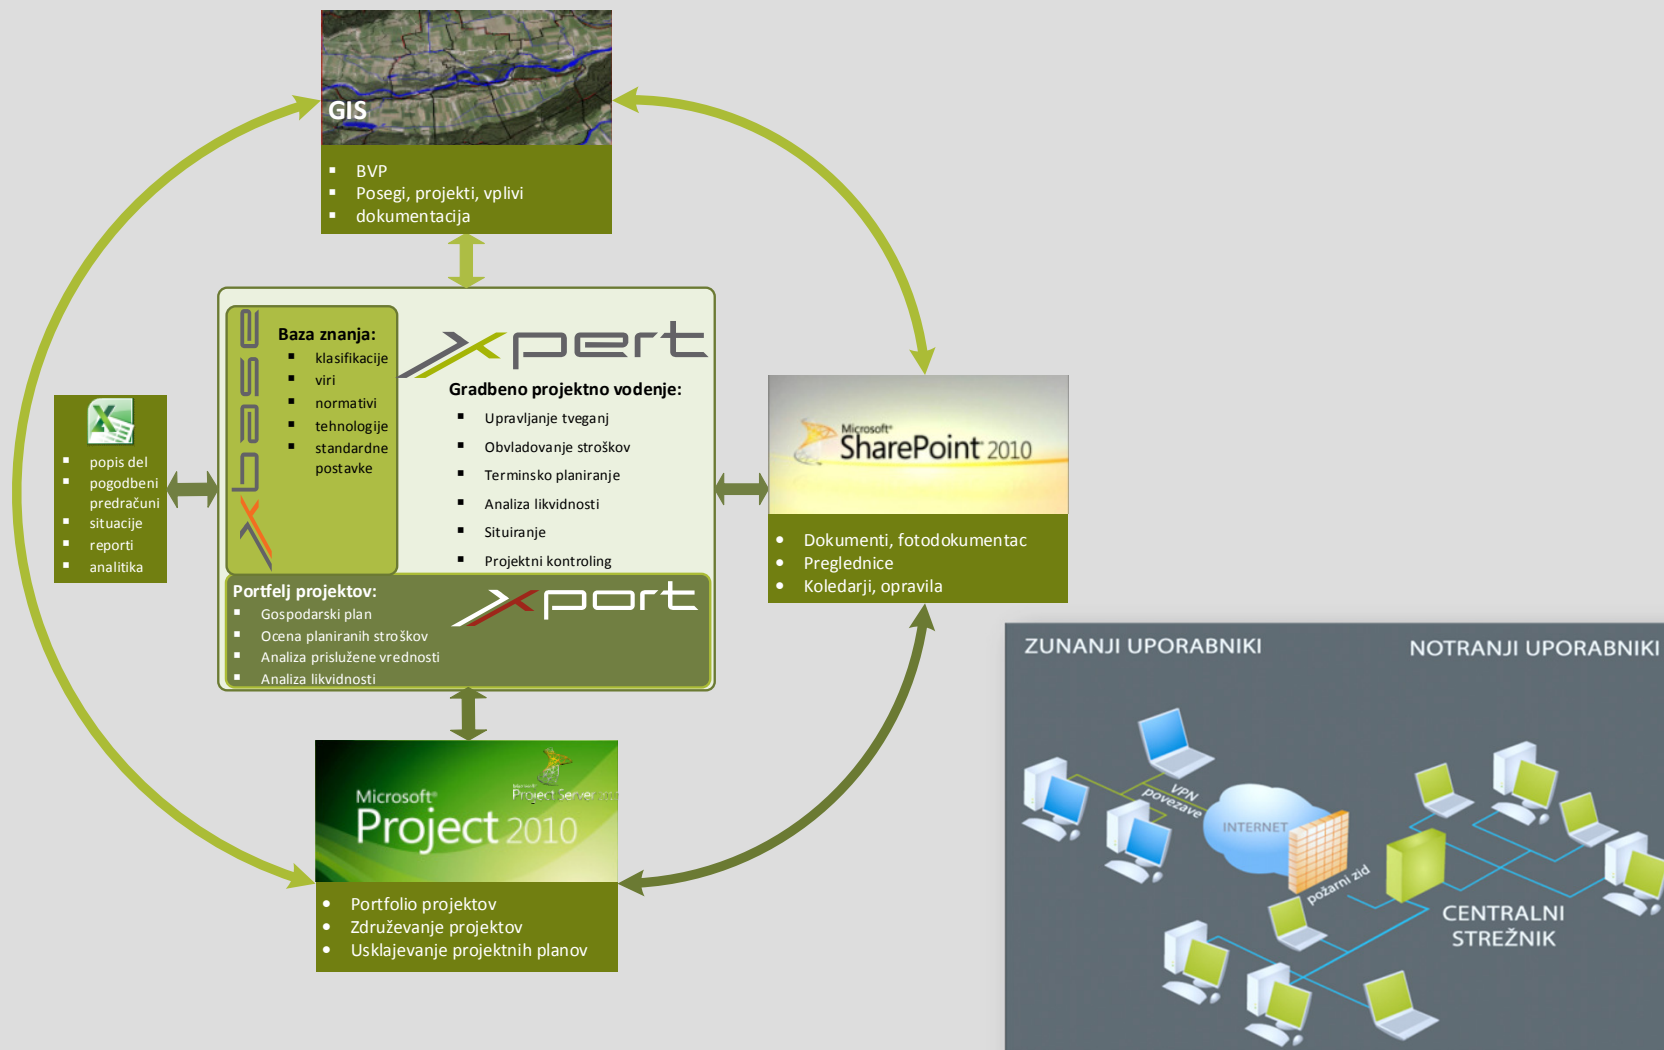 GIS
BVP
Posegi, projekti, vplivi
dokumentacija
xbase
Baza znanja:
klasifikacije
viri
normativi
tehnologije
standardne
postavke
xpert
Gradbeno projektno vodenje:
Upravljanje tveganj
Obvladovanje stroškov
Terminsko planiranje
Analiza likvidnosti
Situiranje
Projektni kontroling
popis del
pogodbeni
predračuni
situacije
reporti
analitika
Portfelj projektov:
Gospodarski plan
Ocena planiranih stroškov
Analiza prislužene vrednosti
Analiza likvidnosti
xport
Microsoft
SharePoint 2010
Dokumenti, fotodokumentac
Preglednice
Koledarji, opravila
Project Server
Microsoft
Project 2010
Portfolio projektov
Združevanje projektov
Usklajevanje projektnih planov
ZUNANJI UPORABNIKI
NOTRANJI UPORABNIKI
VPN
povezave
INTERNET
požarni zid
CENTRALNI
STREŽNIK